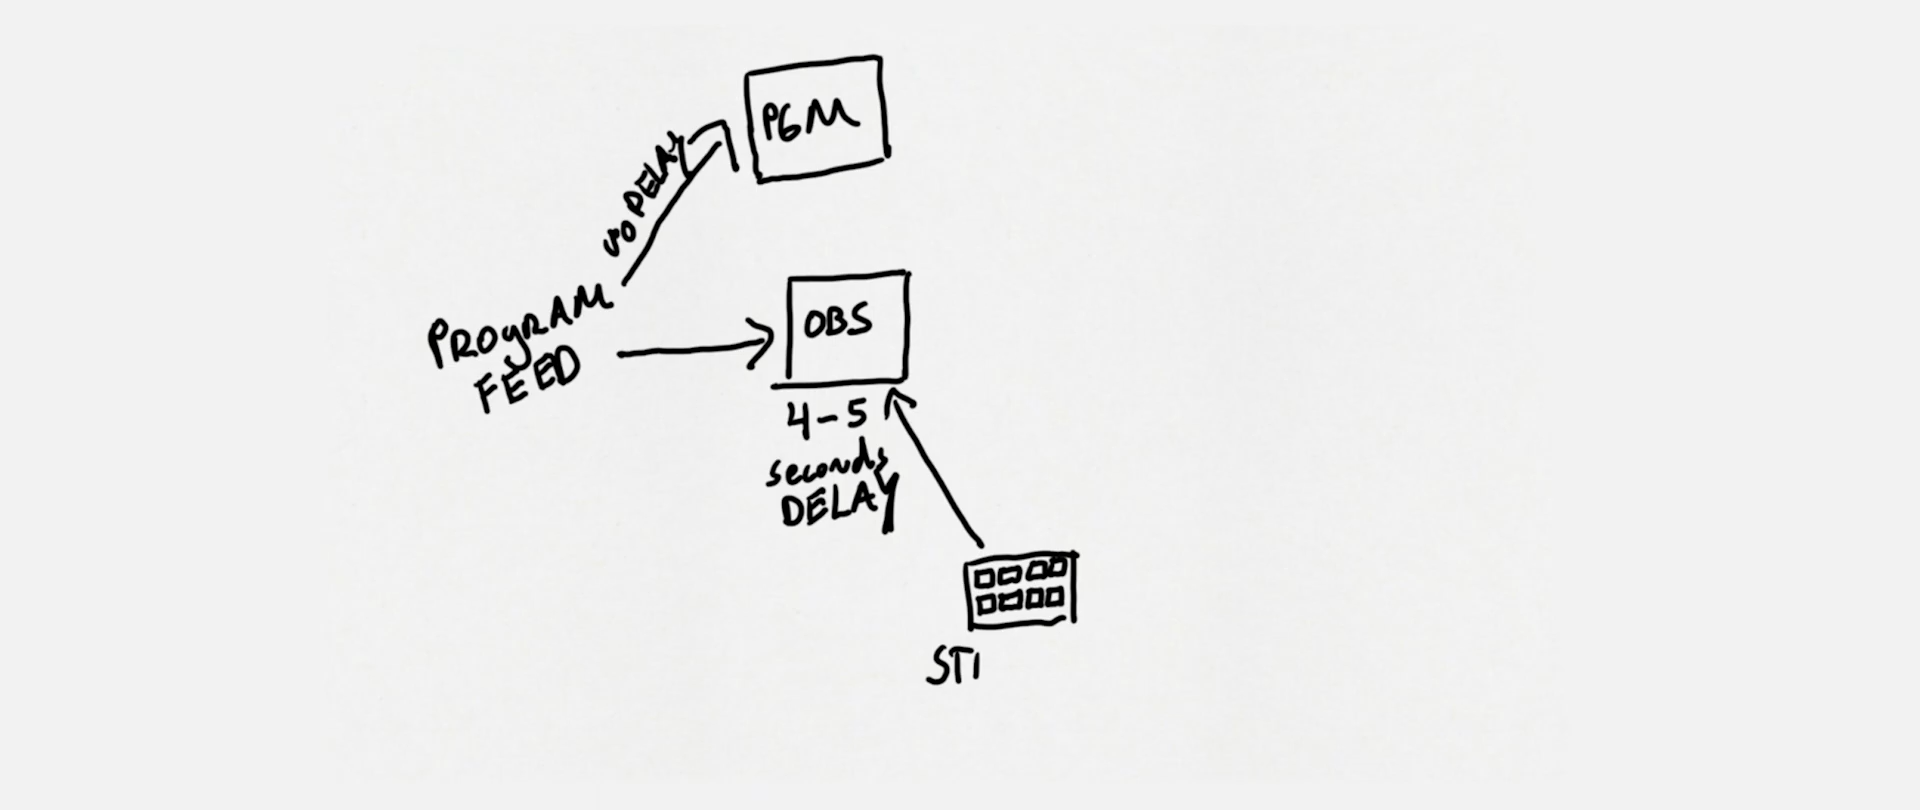 PGM
NO DELAY
PROGRAM
FEED
OBS
4-5
seconds
DELAY
STI